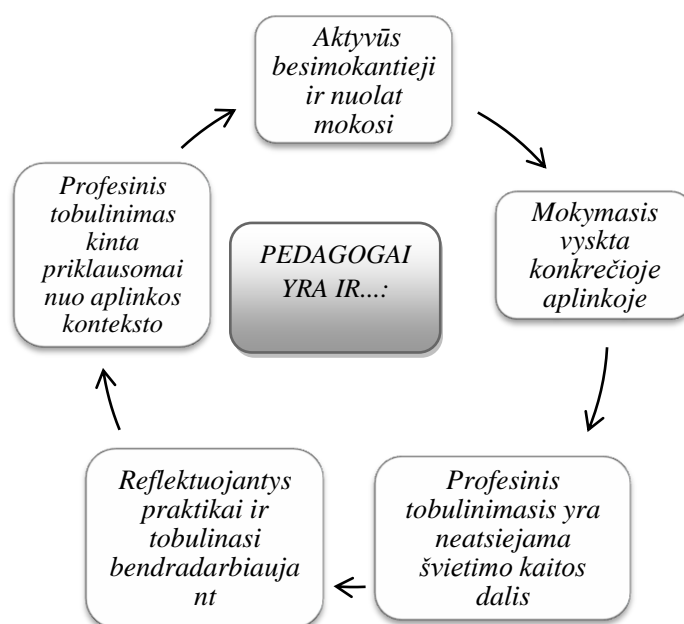 Aktyvūs
besimokantieji
ir nuolat
mokosi
Mokymasis
vyskta
konkrečioje
aplinkoje
Profesinis
tobulinimasis yra
neatsiejama
švietimo kaitos
dalis
Reflektuojantys
praktikai ir
tobulinasi
bendradarbiauja
nt
Profesinis
tobulinimas
kinta
priklausomai
nuo aplinkos
konteksto
PEDAGOGAI
YRA IR...: